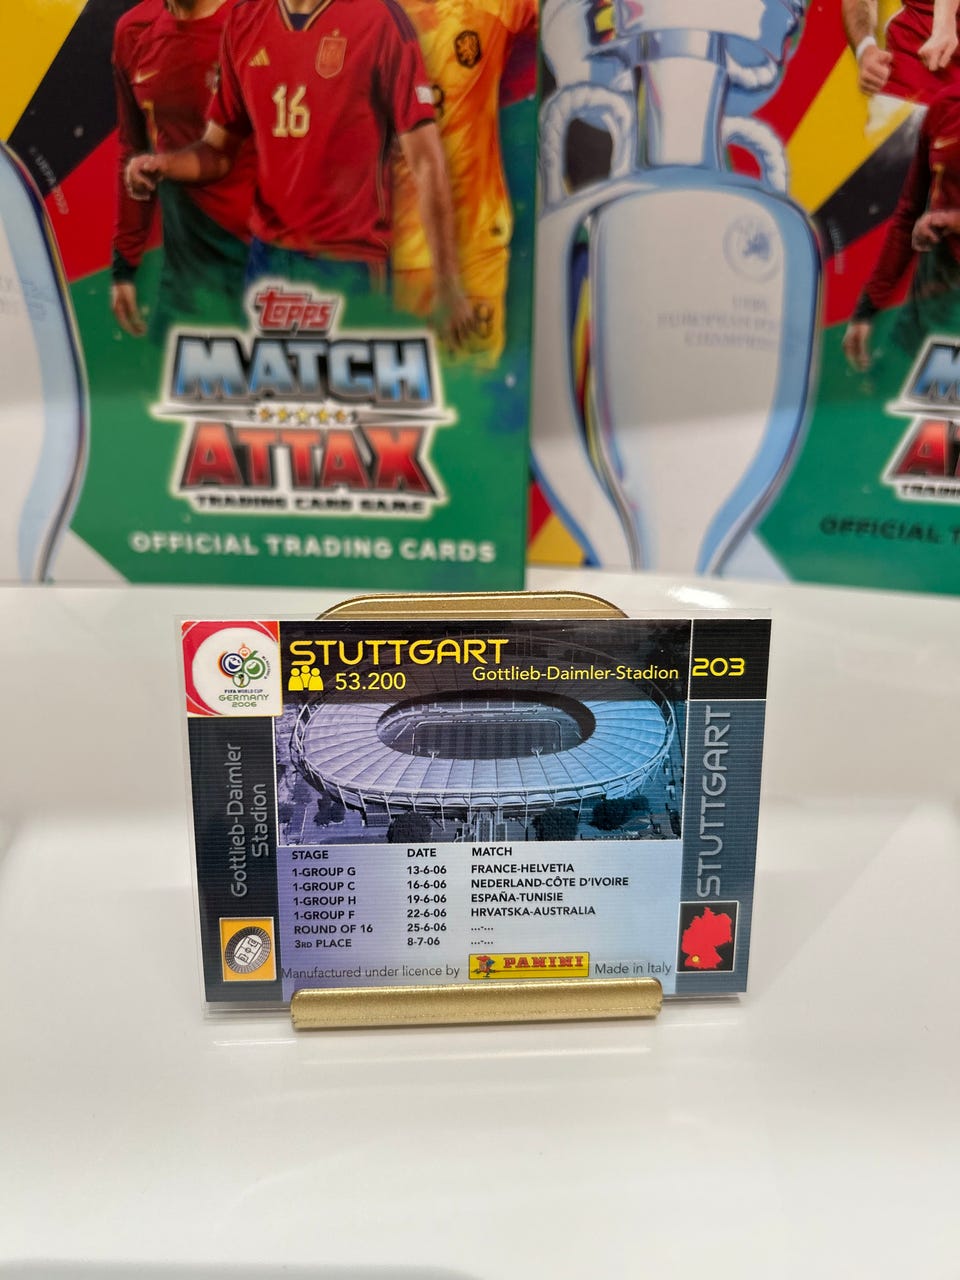 16
TOPPS
MATCH
ATTAX
TRADING CARD GAME
OFFICIAL TRADING CARDS
OFFICIAL
FIFA WORLD CUP
GERMANY
2006
STUTTGART
53.200
Gottlieb-Daimler-Stadion
203
Gottlieb-Daimler
Stadion
STUTTGART
STAGE DATE MATCH
1-GROUP G 13-6-06 FRANCE-HELVETIA
1-GROUP C 16-6-06 NEDERLAND-CÔTE D'IVOIRE
1-GROUP H 19-6-06 ESPAÑA-TUNISIE
1-GROUP F 22-6-06 HRVATSKA-AUSTRALIA
ROUND OF 16 25-6-06 ...-...
3RD PLACE 8-7-06 ...-...
Manufactured under licence by PANINI Made in Italy